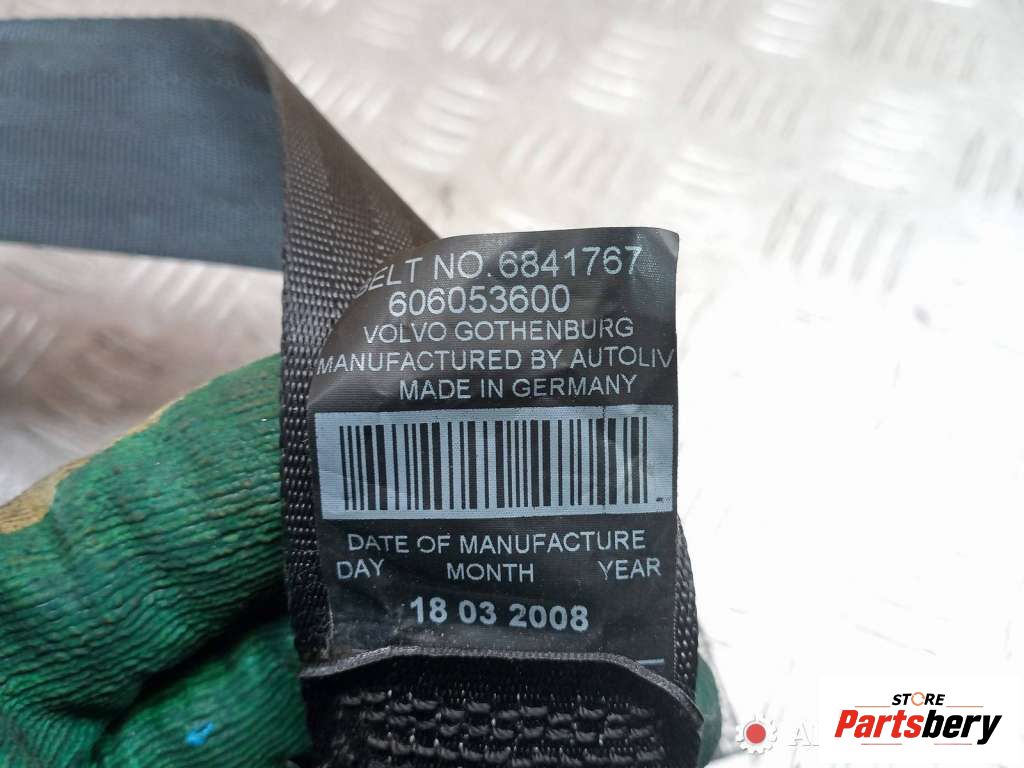 BELT NO. 6841767
606053600
VOLVO GOTHENBURG
MANUFACTURED BY AUTOLIV
MADE IN GERMANY
DATE OF MANUFACTURE
DAY MONTH YEAR
18 03 2008
STORE
Partsbery